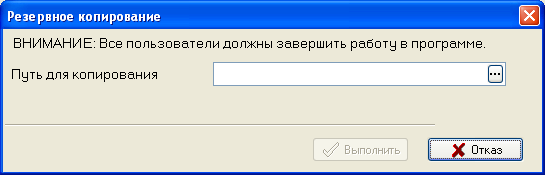 Резервное копирование
ВНИМАНИЕ: Все пользователи должны завершить работу в программе.
Путь для копирования
...
Выполнить
Отказ